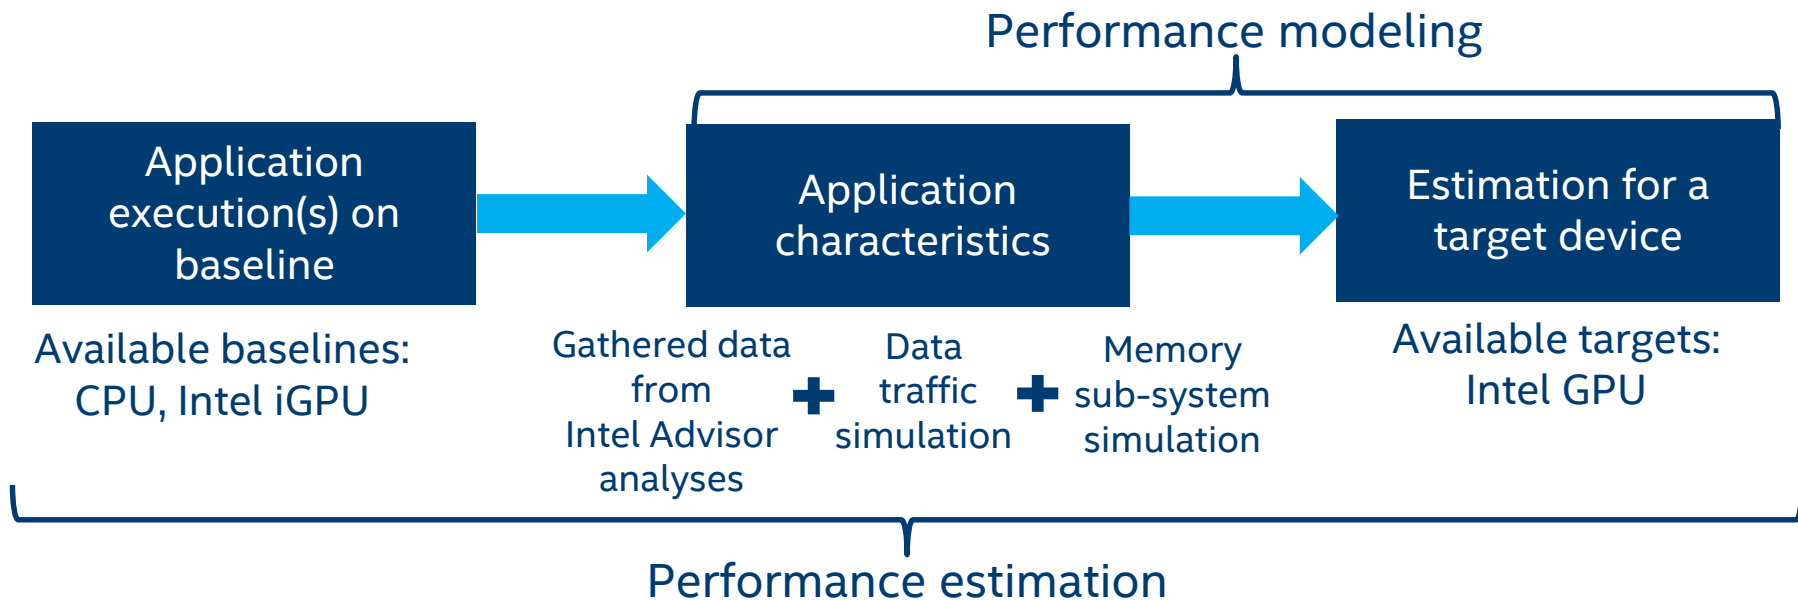 Performance modeling
Application
execution(s) on
baseline
Application
characteristics
Estimation for a
target device
Available baselines:
CPU, Intel iGPU
Gathered data
from
Intel Advisor
analyses
+
Data
traffic
simulation
+
Memory
sub-system
simulation
Available targets:
Intel GPU
Performance estimation